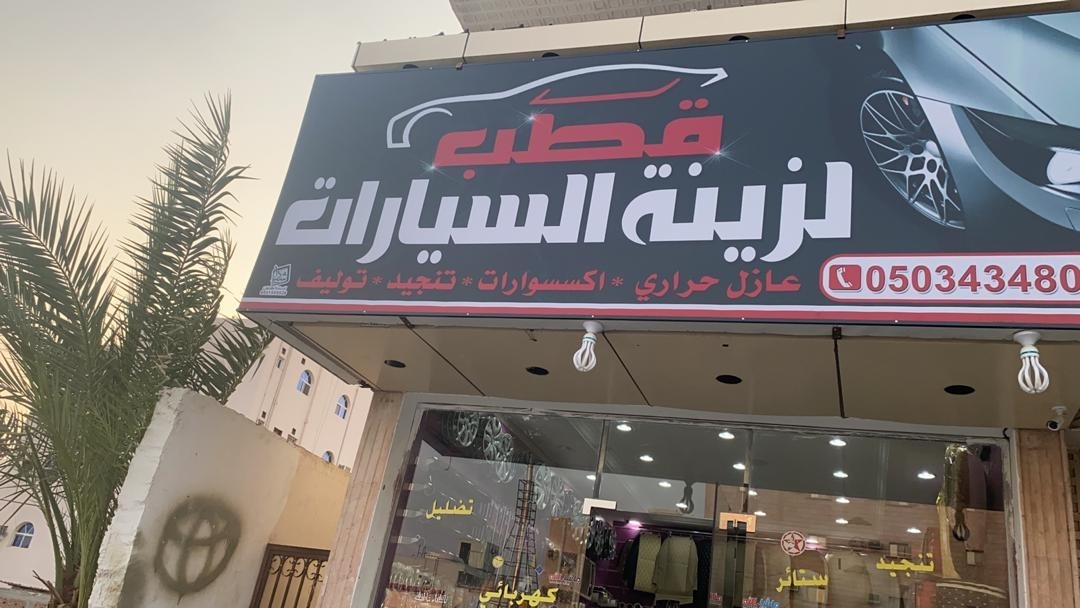 قطب
لزينة السيارات
عازل حراري * اكسسوارات * تنجيد * توليف
050343480
تضليل
تنجيد
ستائر
كهربائي